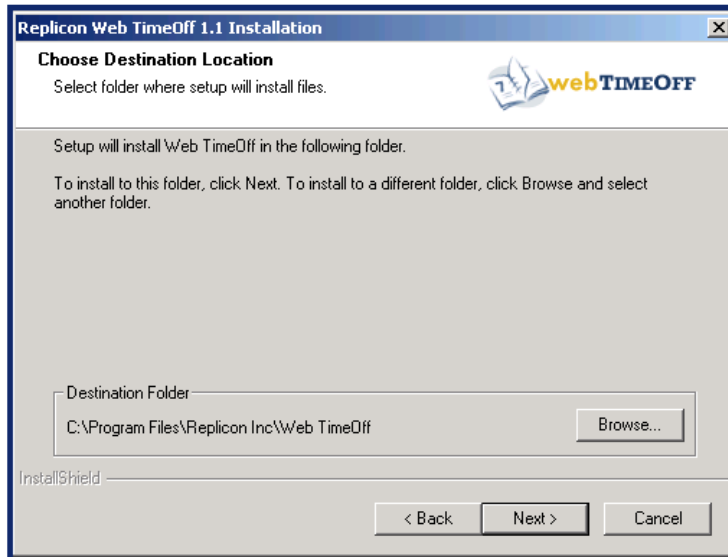 Replicon Web TimeOff 1.1 Installation
Choose Destination Location
Select folder where setup will install files.
webTIMEOFF
Setup will install Web TimeOff in the following folder.
To install to this folder, click Next. To install to a different folder, click Browse and select
another folder.
Destination Folder
C:\Program Files\Replicon Inc\Web TimeOff
Browse...
InstallShield
< Back
Next >
Cancel